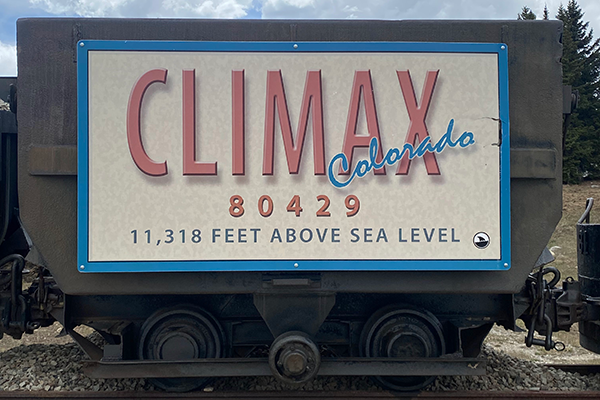 CLIMAX
Colorado
80429
11,318 FEET ABOVE SEA LEVEL